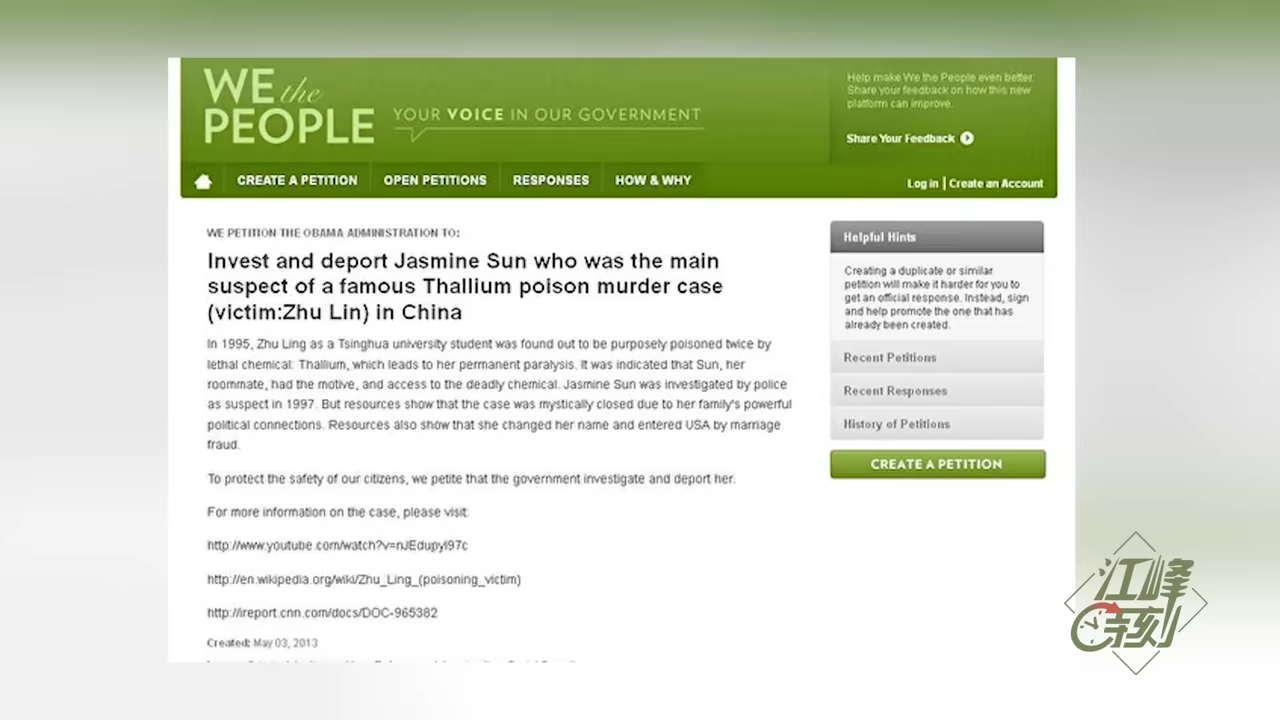 WE the
PEOPLE
YOUR VOICE IN OUR GOVERNMENT
Help make We the People even better.
Share your feedback on how this new
platform can improve.
Share Your Feedback
CREATE A PETITION
OPEN PETITIONS
RESPONSES
HOW & WHY
Log in | Create an Account
WE PETITION THE OBAMA ADMINISTRATION TO:
Invest and deport Jasmine Sun who was the main
suspect of a famous Thallium poison murder case
(victim:Zhu Lin) in China
In 1995, Zhu Ling as a Tsinghua university student was found out to be purposely poisoned twice by
lethal chemical: Thallium, which leads to her permanent paralysis. It was indicated that Sun, her
roommate, had the motive, and access to the deadly chemical. Jasmine Sun was investigated by police
as suspect in 1997. But resources show that the case was mystically closed due to her family's powerful
political connections. Resources also show that she changed her name and entered USA by marriage
fraud.
To protect the safety of our citizens, we petite that the government investigate and deport her.
For more information on the case, please visit:
http://www.youtube.com/watch?v=nJEdupyI97c
http://en.wikipedia.org/wiki/Zhu_Ling_(poisoning_victim)
http://ireport.cnn.com/docs/DOC-965382
Created: May 03, 2013
Helpful Hints
Creating a duplicate or similar
petition will make it harder for you to
get an official response. Instead, sign
and help promote the one that has
already been created.
Recent Petitions
Recent Responses
History of Petitions
CREATE A PETITION
江峰
时刻